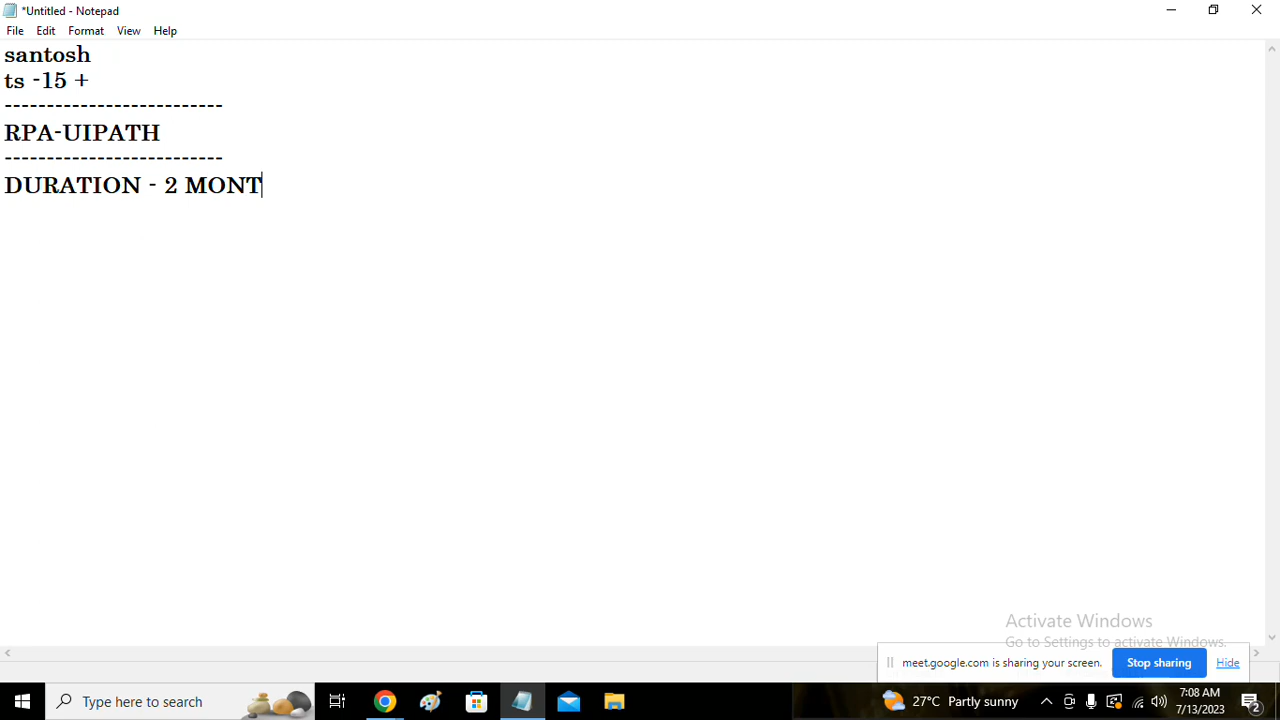 *Untitled - Notepad
File Edit Format View Help
santosh
ts -15 +
--------------------------
RPA-UIPATH
--------------------------
DURATION - 2 MONT
Activate Windows
Go to Settings to activate Windows.
meet.google.com is sharing your screen. Stop sharing Hide
Type here to search
27°C Partly sunny
7:08 AM
7/13/2023
2